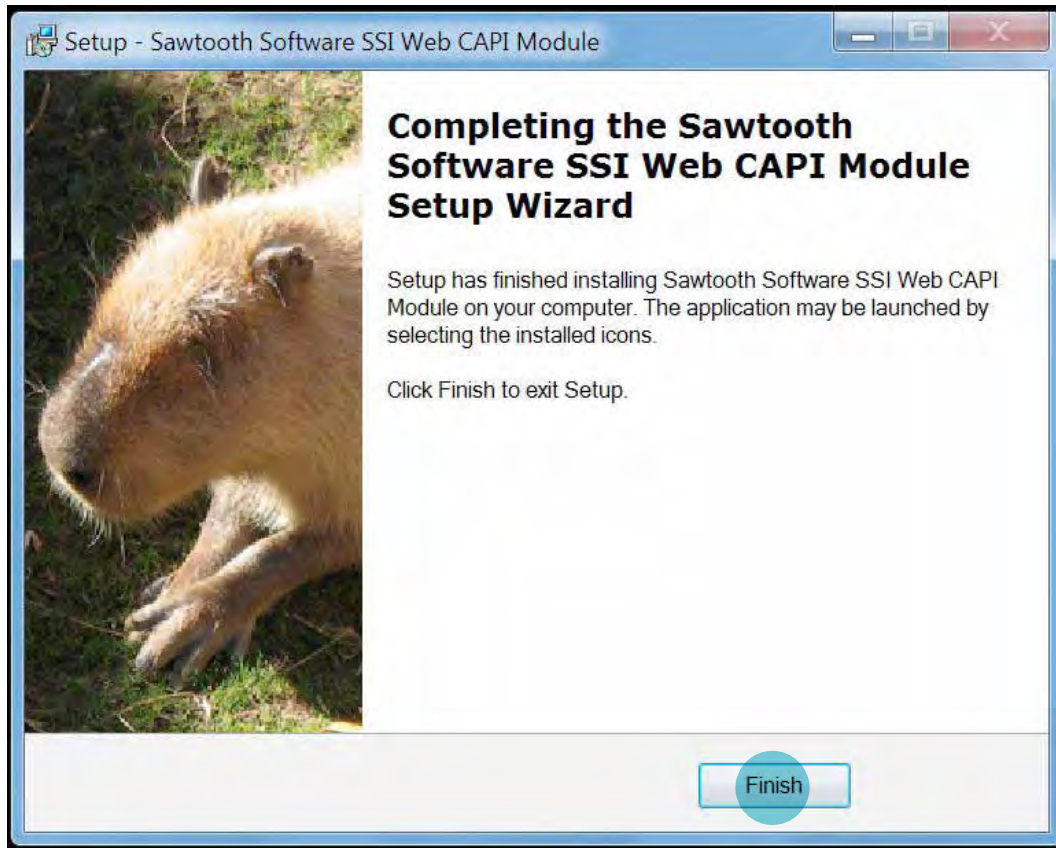 Setup - Sawtooth Software SSI Web CAPI Module
Completing the Sawtooth
Software SSI Web CAPI Module
Setup Wizard
Setup has finished installing Sawtooth Software SSI Web CAPI
Module on your computer. The application may be launched by
selecting the installed icons.
Click Finish to exit Setup.
Finish